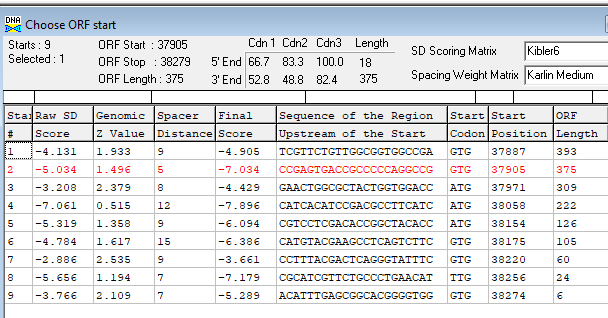 DNA Choose ORF start
Starts : 9 ORF Start : 37905 Cdn 1 Cdn2 Cdn3 Length SD Scoring Matrix Kibler6
Selected : 1 ORF Stop : 38279 5' End 66.7 83.3 100.0 18
ORF Length : 375 3' End 52.8 48.8 82.4 375 Spacing Weight Matrix Karlin Medium
Star Raw SD Genomic Spacer Final Sequence of the Region Start Start ORF
# Score Z Value Distance Score Upstream of the Start Codon Position Length
1 -4.131 1.933 9 -4.905 TCGTTCTGTTGGCGGTGGCCGA GTG 37887 393
2 -5.034 1.496 5 -7.034 CCGAGTGACCGCCCCCAGGCCG GTG 37905 375
3 -3.208 2.379 8 -4.429 GAACTGGCGCTACTGGTGGACC ATG 37971 309
4 -7.061 0.515 12 -7.896 CATCACATCCGACGCCTTCATC ATG 38058 222
5 -5.319 1.358 9 -6.094 CGTCCTCGACACCGGCTACACC ATG 38154 126
6 -4.784 1.617 15 -6.386 CATGTACGAAGCCTCAGTCTTC GTG 38175 105
7 -2.886 2.535 9 -3.661 CCTTTACGACTCAGGGTATTTC GTG 38220 60
8 -5.656 1.194 7 -7.179 CGCATCGTTCTGCCCTGAACAT TTG 38256 24
9 -3.766 2.109 7 -5.289 ACATTTGAGCGGCACGGGGTGG GTG 38274 6